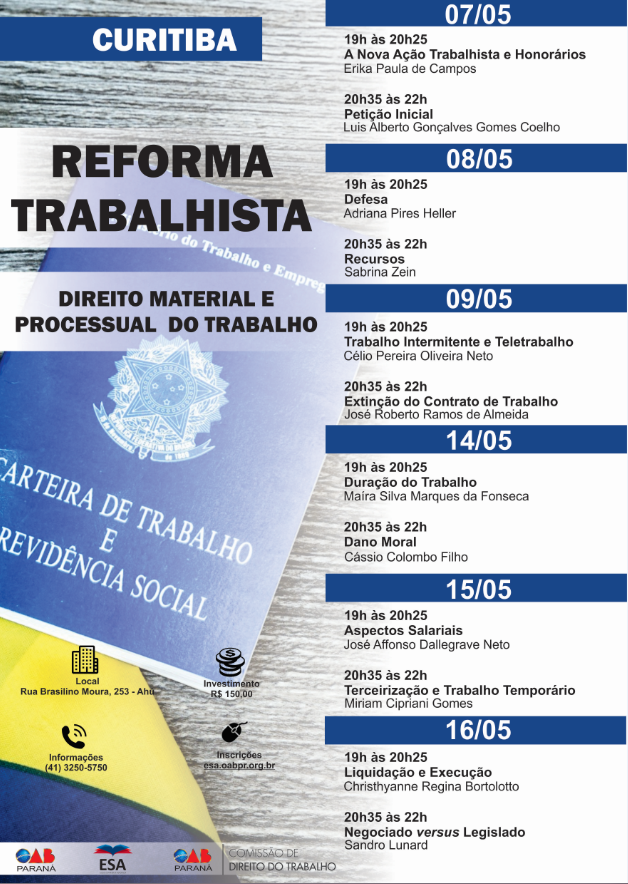 CURITIBA
REFORMA
TRABALHISTA
DIREITO MATERIAL E
PROCESSUAL DO TRABALHO
do Trabalho e Empreg
CARTEIRA DE TRABALHO
E
REVIDÊNCIA SOCIAL
Local
Rua Brasilino Moura, 253 - Ahú
Investimento
R$ 150,00
Informações
(41) 3250-5750
Inscrições
esa.oabpr.org.br
OAB
PARANÁ
ESA
OAB
PARANÁ
COMISSÃO DE
DIREITO DO TRABALHO
07/05
19h às 20h25
A Nova Ação Trabalhista e Honorários
Erika Paula de Campos
20h35 às 22h
Petição Inicial
Luis Alberto Gonçalves Gomes Coelho
08/05
19h às 20h25
Defesa
Adriana Pires Heller
20h35 às 22h
Recursos
Sabrina Zein
09/05
19h às 20h25
Trabalho Intermitente e Teletrabalho
Célio Pereira Oliveira Neto
20h35 às 22h
Extinção do Contrato de Trabalho
José Roberto Ramos de Almeida
14/05
19h às 20h25
Duração do Trabalho
Maíra Silva Marques da Fonseca
20h35 às 22h
Dano Moral
Cássio Colombo Filho
15/05
19h às 20h25
Aspectos Salariais
José Affonso Dallegrave Neto
20h35 às 22h
Terceirização e Trabalho Temporário
Miriam Cipriani Gomes
16/05
19h às 20h25
Liquidação e Execução
Christhyanne Regina Bortolotto
20h35 às 22h
Negociado versus Legislado
Sandro Lunard